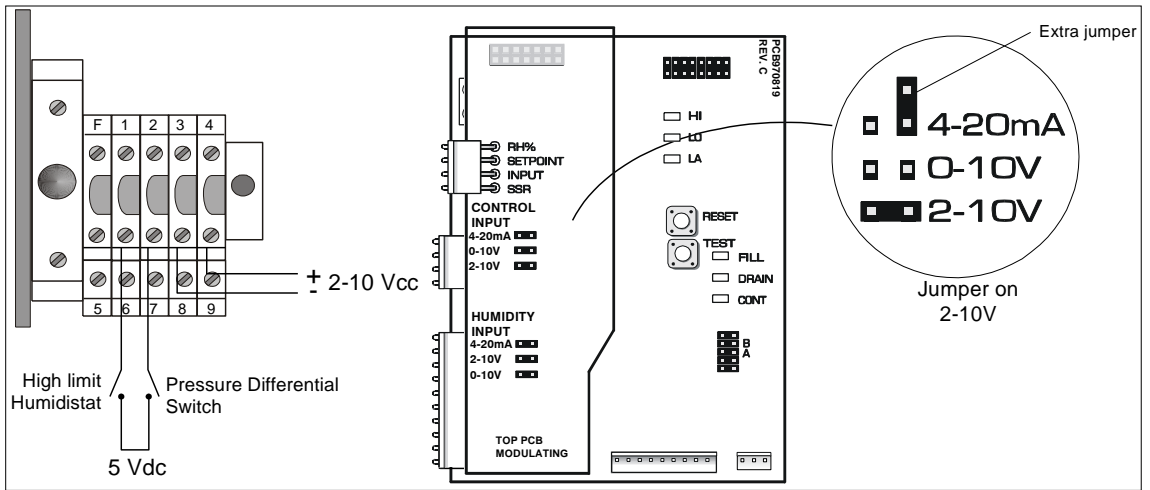 F 1 2 3 4
5 6 7 8 9
+ 2-10 Vcc
-
High limit
Humidistat
Pressure Differential
Switch
5 Vdc
PCB970819
REV. C
HI
LO
LA
RH%
SETPOINT
INPUT
SSR
CONTROL
INPUT
4-20mA
0-10V
2-10V
RESET
TEST
FILL
DRAIN
CONT
HUMIDITY
INPUT
4-20mA
2-10V
0-10V
B
A
TOP PCB
MODULATING
Extra jumper
4-20mA
0-10V
2-10V
Jumper on
2-10V